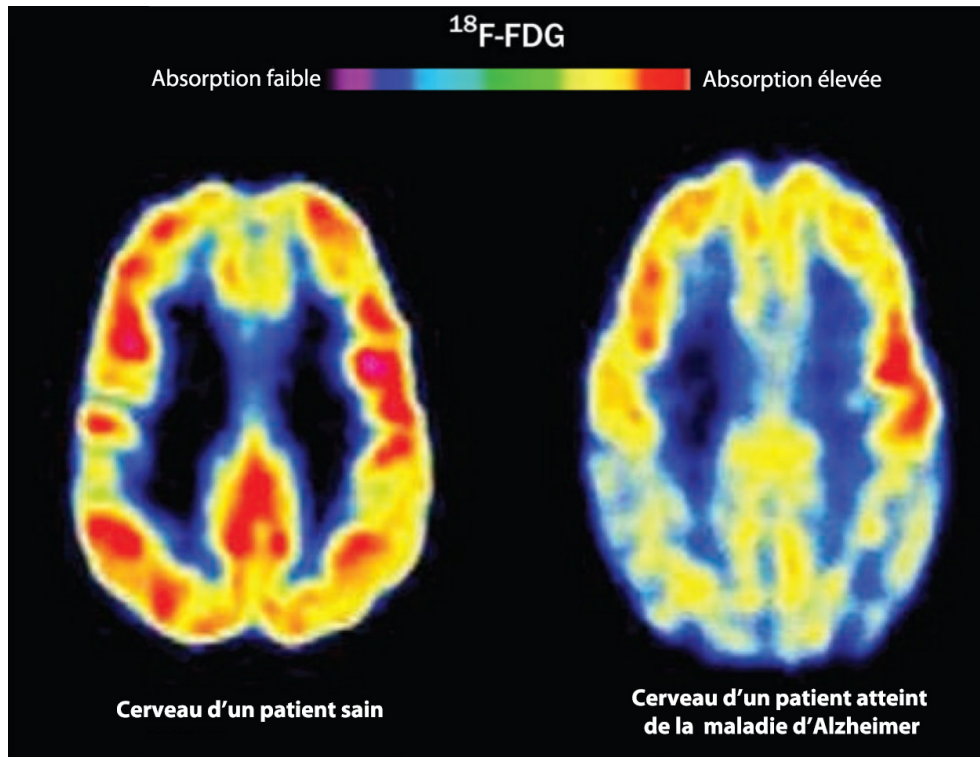 ¹⁸F-FDG
Absorption faible
Absorption élevée
Cerveau d’un patient sain
Cerveau d’un patient atteint
de la maladie d’Alzheimer